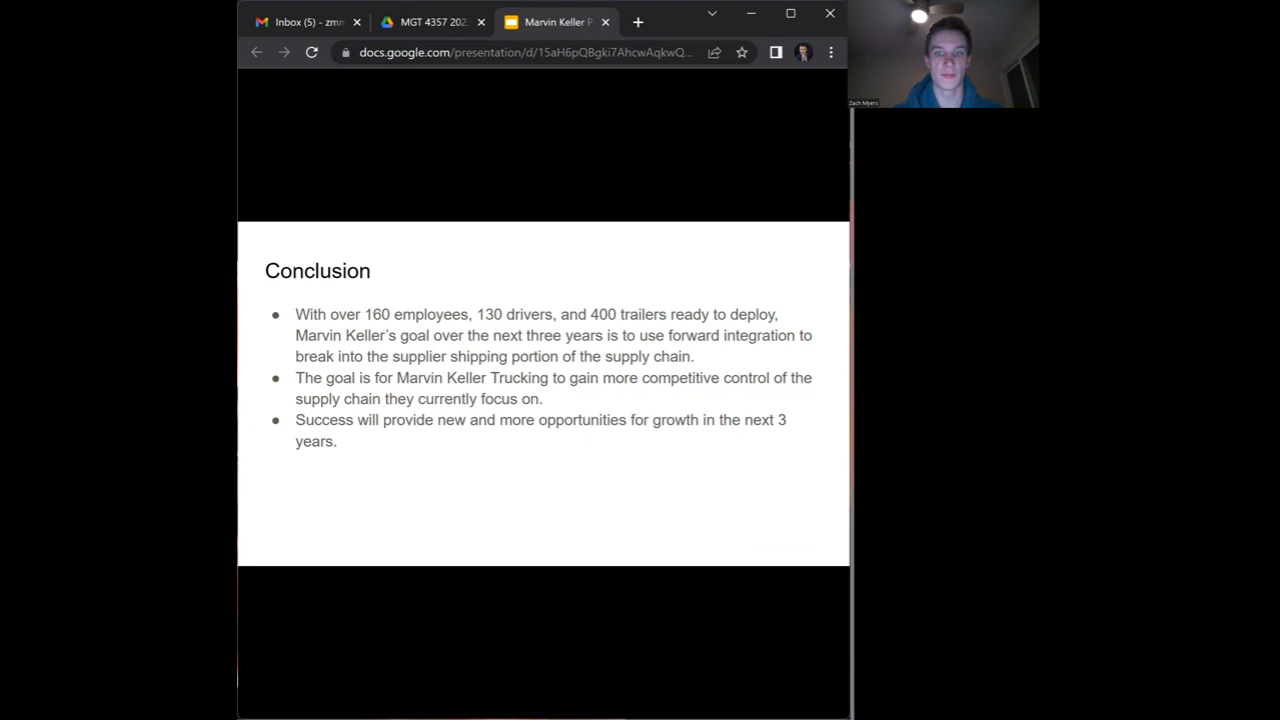 Inbox (5) - zmm
MGT 4357 202
Marvin Keller P
docs.google.com/presentation/d/15aH6pQBgki7AhcwAqkwQ...
Zach Myers
Conclusion
● With over 160 employees, 130 drivers, and 400 trailers ready to deploy,
Marvin Keller's goal over the next three years is to use forward integration to
break into the supplier shipping portion of the supply chain.
● The goal is for Marvin Keller Trucking to gain more competitive control of the
supply chain they currently focus on.
● Success will provide new and more opportunities for growth in the next 3
years.